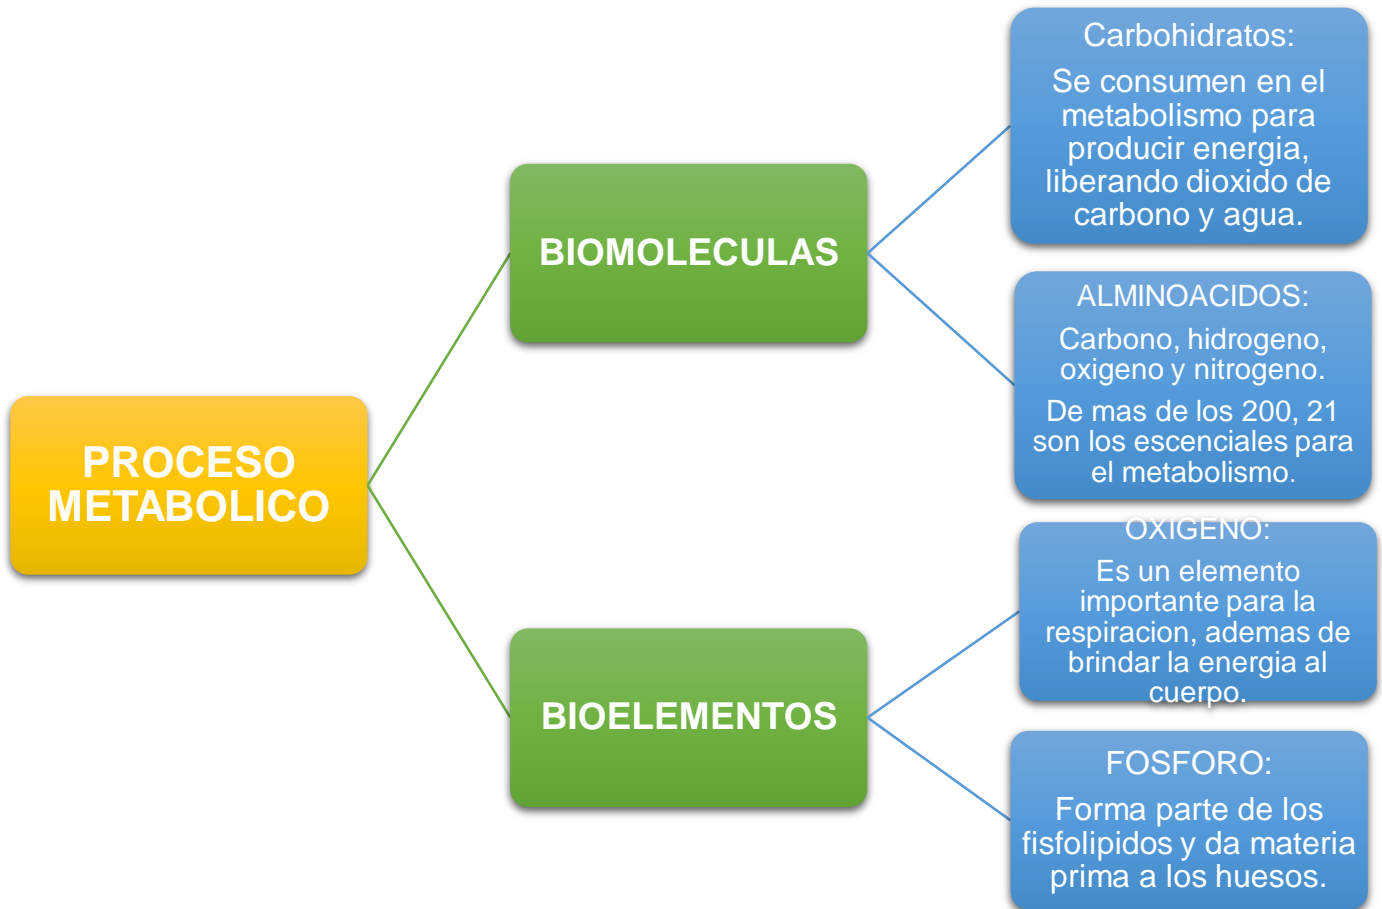 PROCESO
METABOLICO
BIOMOLECULAS
Carbohidratos:
Se consumen en el
metabolismo para
producir energia,
liberando dioxido de
carbono y agua.
ALMINOACIDOS:
Carbono, hidrogeno,
oxigeno y nitrogeno.
De mas de los 200, 21
son los escenciales para
el metabolismo.
BIOELEMENTOS
OXIGENO:
Es un elemento
importante para la
respiracion, ademas de
brindar la energia al
cuerpo.
FOSFORO:
Forma parte de los
fisfolipidos y da materia
prima a los huesos.